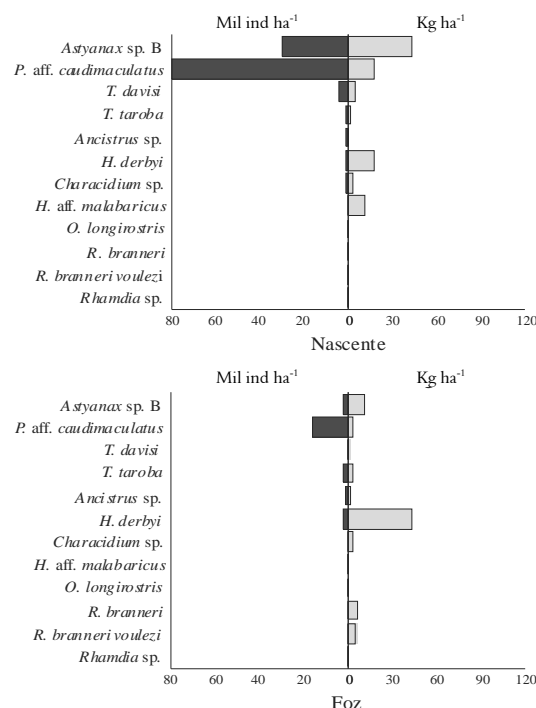 Mil ind ha⁻¹ Kg ha⁻¹
Astyanax sp. B
P. aff. caudimaculatus
T. davisi
T. taroba
Ancistrus sp.
H. derbyi
Characidium sp.
H. aff. malabaricus
O. longirostris
R. branneri
R. branneri voulezi
Rhamdia sp.
80 60 40 20 0 30 60 90 120
Nascente
Mil ind ha⁻¹ Kg ha⁻¹
Astyanax sp. B
P. aff. caudimaculatus
T. davisi
T. taroba
Ancistrus sp.
H. derbyi
Characidium sp.
H. aff. malabaricus
O. longirostris
R. branneri
R. branneri voulezi
Rhamdia sp.
80 60 40 20 0 30 60 90 120
Foz